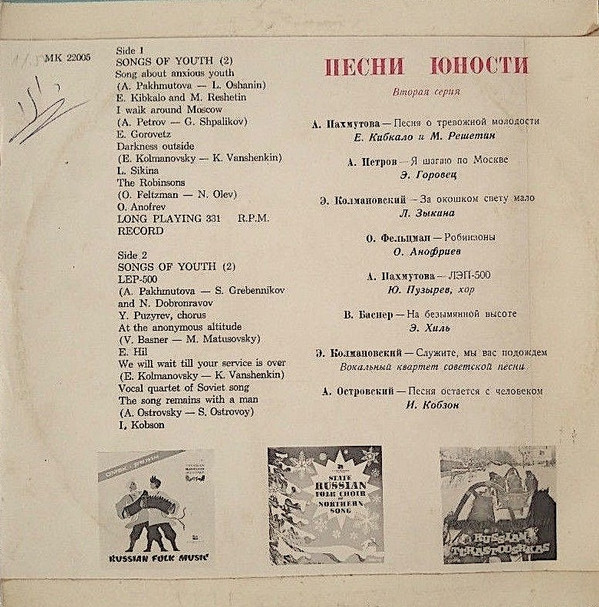 МК 22005
Side 1
SONGS OF YOUTH (2)
Song about anxious youth
(A. Pakhmutova — L. Oshanin)
E. Kibkalo and M. Reshetin
I walk around Moscow
(A. Petrov — G. Shpalikov)
E. Gorovetz
Darkness outside
(E. Kolmanovsky — K. Vanshenkin)
L. Sikina
The Robinsons
(O. Feltzman — N. Olev)
O. Anofrev
LONG PLAYING 331 R.P.M.
RECORD
Side 2
SONGS OF YOUTH (2)
LEP-500
(A. Pakhmutova — S. Grebennikov
and N. Dobronravov
Y. Puzyrev, chorus
At the anonymous altitude
(V. Basner — M. Matusovsky)
E. Hil
We will wait till your service is over
(E. Kolmanovsky — K. Vanshenkin)
Vocal quartet of Soviet song
The song remains with a man
(A. Ostrovsky — S. Ostrovoy)
I, Kobson
ПЕСНИ ЮНОСТИ
Вторая серия
А. Пахмутова — Песня о тревожной молодости
Е. Кибкало и М. Решетин
А. Петров — Я шагаю по Москве
Э. Горовец
Э. Колмановский — За окошком свету мало
Л. Зыкина
О. Фельцман — Робинзоны
О. Анофриев
А. Пахмутова — ЛЭП-500
Ю. Пузырев, хор
В. Баснер — На безымянной высоте
Э. Хиль
Э. Колмановский — Служите, мы вас подождем
Вокальный квартет советской песни
А. Островский — Песня остается с человеком
И. Кобзон
RUSSIAN FOLK MUSIC
STATE
RUSSIAN
FOLK CHOIR
OF
NORTHERN
SONG
RUSSIAN
TCHASTOOSHKAS